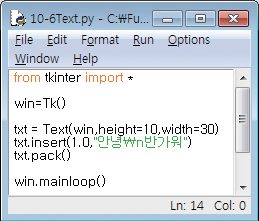 10-6Text.py - C:₩Fu
File Edit Format Run Options
Window Help
from tkinter import *
win=Tk()
txt = Text(win,height=10,width=30)
txt.insert(1.0,"안녕₩n반가워")
txt.pack()
win.mainloop()
Ln: 14 Col: 0